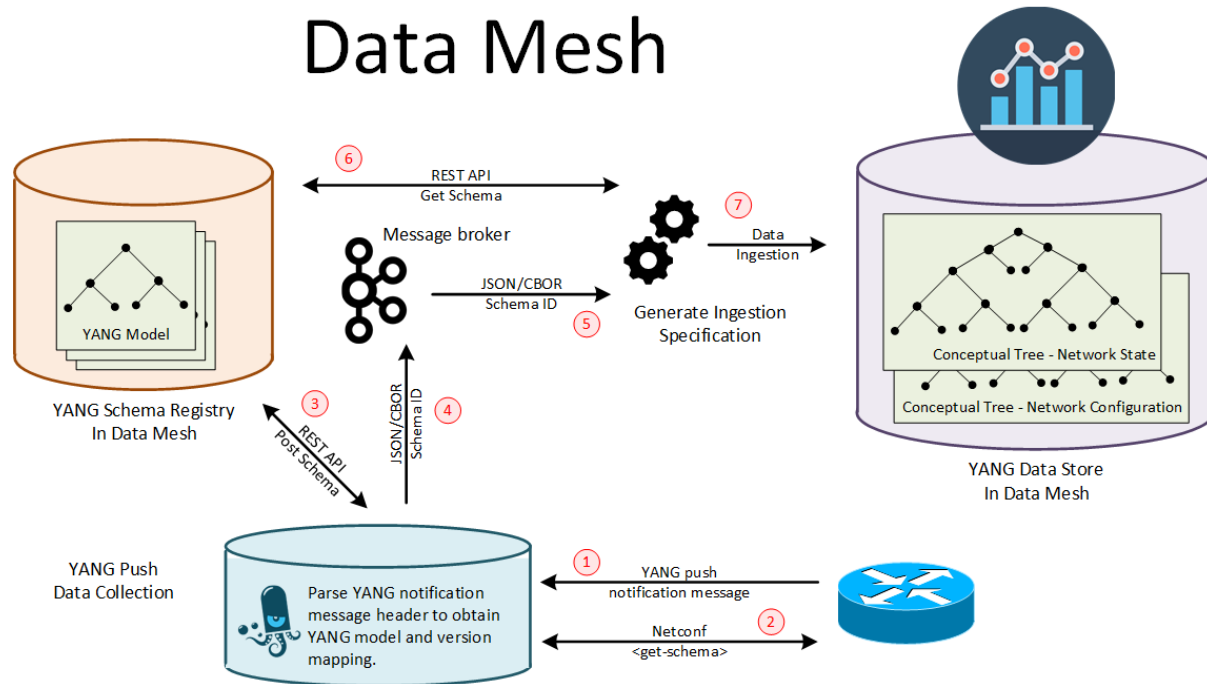 Data Mesh
6
REST API
Get Schema
Message broker
7
Data
Ingestion
JSON/CBOR
Schema ID
5
Generate Ingestion
Specification
YANG Model
YANG Schema Registry
In Data Mesh
Conceptual Tree - Network State
Conceptual Tree - Network Configuration
YANG Data Store
In Data Mesh
3
REST API
Post Schema
4
JSON/CBOR
Schema ID
YANG Push
Data Collection
Parse YANG notification
message header to obtain
YANG model and version
mapping.
1
YANG push
notification message
2
Netconf
<get-schema>